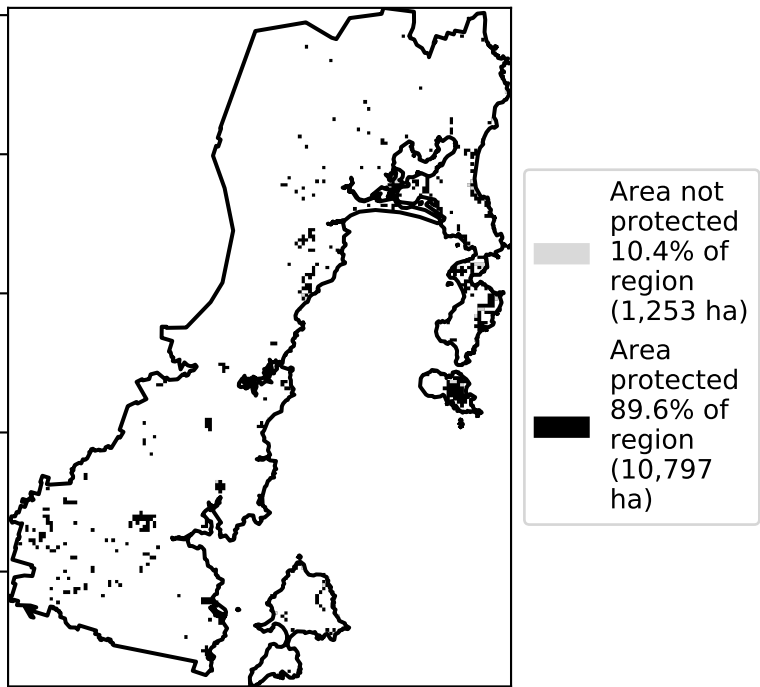 Area not
protected
10.4% of
region
(1,253 ha)
Area
protected
89.6% of
region
(10,797
ha)